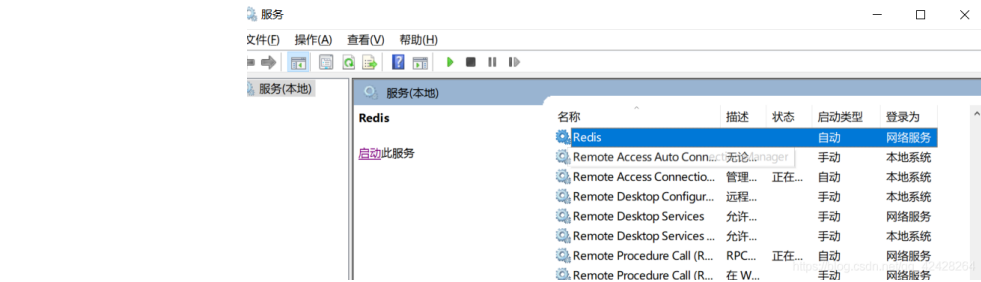 服务
文件(F) 操作(A) 查看(V) 帮助(H)
服务(本地)
服务(本地)
Redis
启动此服务
名称 描述 状态 启动类型 登录为
Redis 自动 网络服务
Remote Access Auto Conn... 无论... 手动 本地系统
Remote Access Connectio... 管理... 正在... 自动 本地系统
Remote Desktop Configur... 远程... 手动 本地系统
Remote Desktop Services 允许... 手动 网络服务
Remote Desktop Services ... 允许... 手动 本地系统
Remote Procedure Call (R... RPC... 正在... 自动 网络服务
Remote Procedure Call (R... 在 W... 手动 网络服务